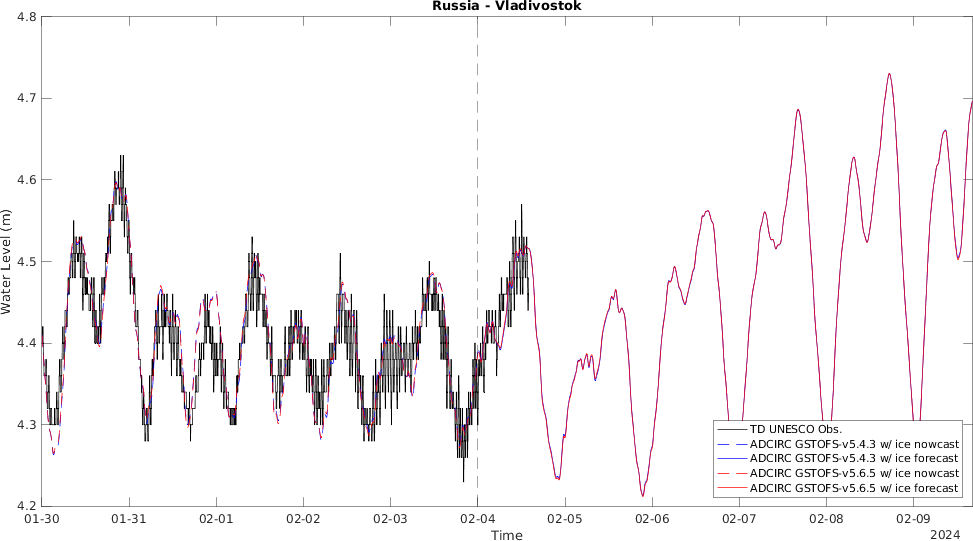 Russia - Vladivostok
4.8
4.7
4.6
4.5
4.4
4.3
4.2
Water Level (m)
TD UNESCO Obs.
ADCIRC GSTOFS-v5.4.3 w/ ice nowcast
ADCIRC GSTOFS-v5.4.3 w/ ice forecast
ADCIRC GSTOFS-v5.6.5 w/ ice nowcast
ADCIRC GSTOFS-v5.6.5 w/ ice forecast
01-30 01-31 02-01 02-02 02-03 02-04 02-05 02-06 02-07 02-08 02-09
Time
2024